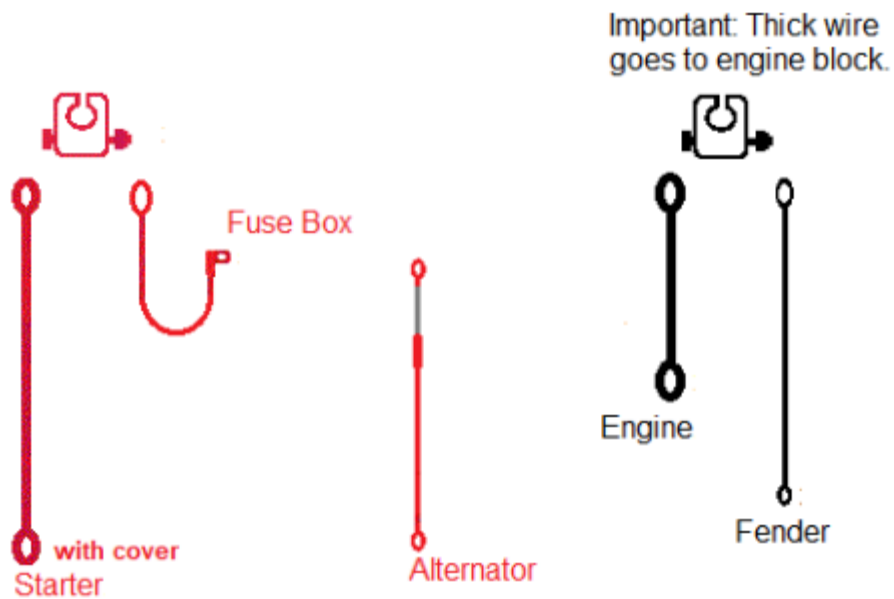 Important: Thick wire
goes to engine block.
Fuse Box
Engine
Fender
with cover
Starter
Alternator